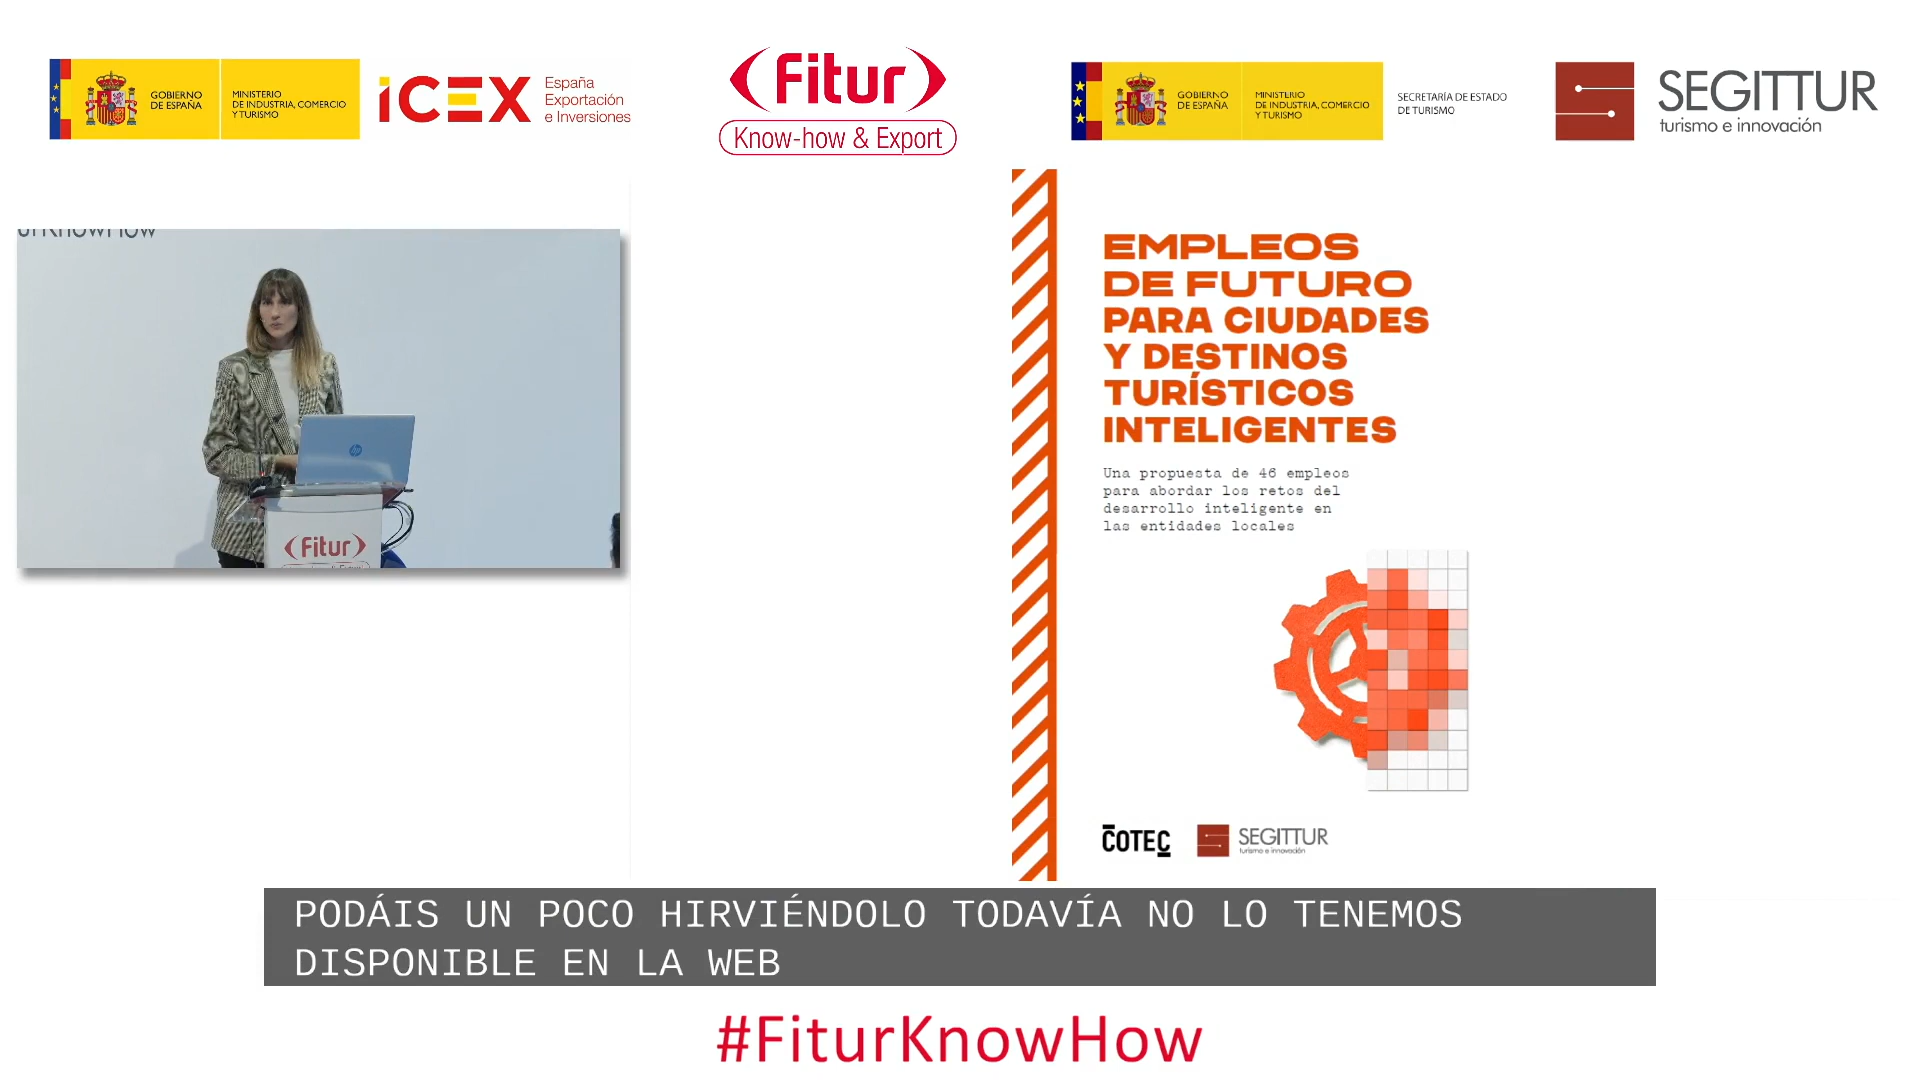 GOBIERNO
DE ESPAÑA
MINISTERIO
DE INDUSTRIA, COMERCIO
Y TURISMO
iCEX
España
Exportación
e Inversiones
Fitur
Know-how & Export
GOBIERNO
DE ESPAÑA
MINISTERIO
DE INDUSTRIA, COMERCIO
Y TURISMO
SECRETARÍA DE ESTADO
DE TURISMO
SEGITTUR
turismo e innovación
EMPLEOS
DE FUTURO
PARA CIUDADES
Y DESTINOS
TURÍSTICOS
INTELIGENTES
Una propuesta de 46 empleos
para abordar los retos del
desarrollo inteligente en
las entidades locales
hp
Fitur
COTEC
SEGITTUR
turismo e innovación
PODÁIS UN POCO HIRVIÉNDOLO TODAVÍA NO LO TENEMOS
DISPONIBLE EN LA WEB
#FiturKnowHow